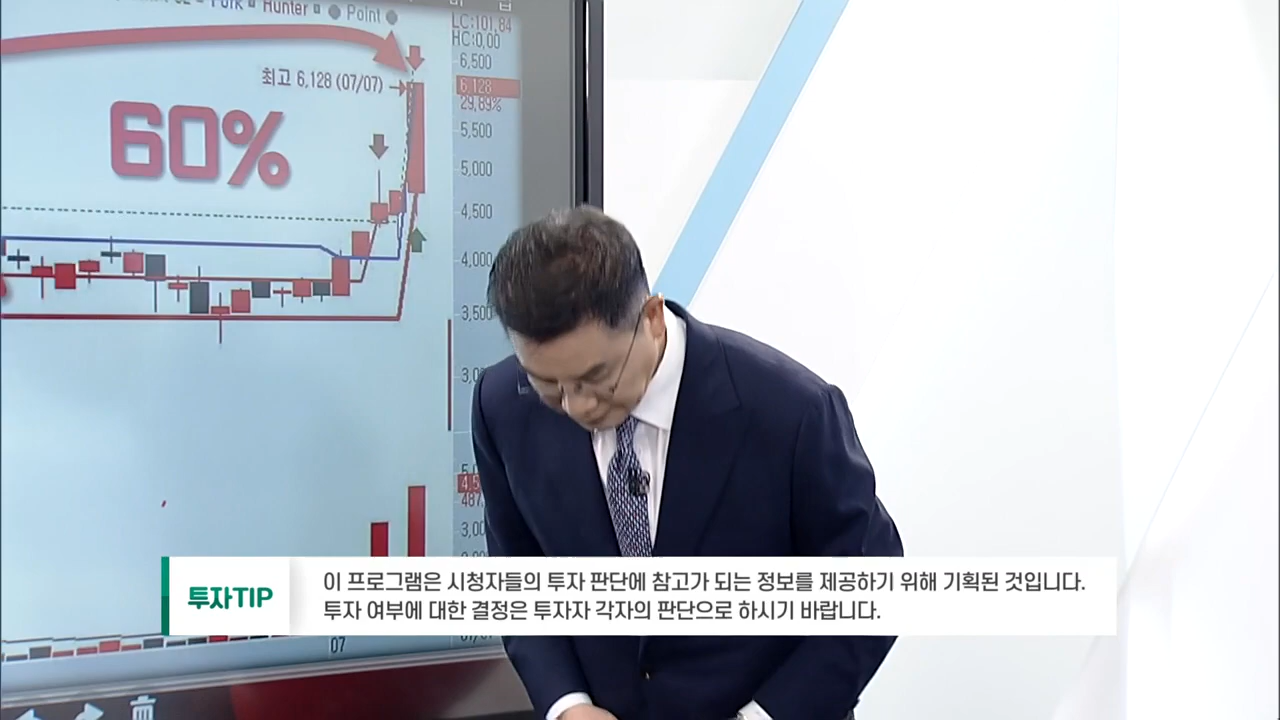 Hunter
Point
LC:101,84
HC:0,00
6,500
최고 6,128 (07/07)
6,128
29,89%
60%
5,500
5,000
4,500
4,000
3,500
투자TIP
이 프로그램은 시청자들의 투자 판단에 참고가 되는 정보를 제공하기 위해 기획된 것입니다.
투자 여부에 대한 결정은 투자자 각자의 판단으로 하시기 바랍니다.
07